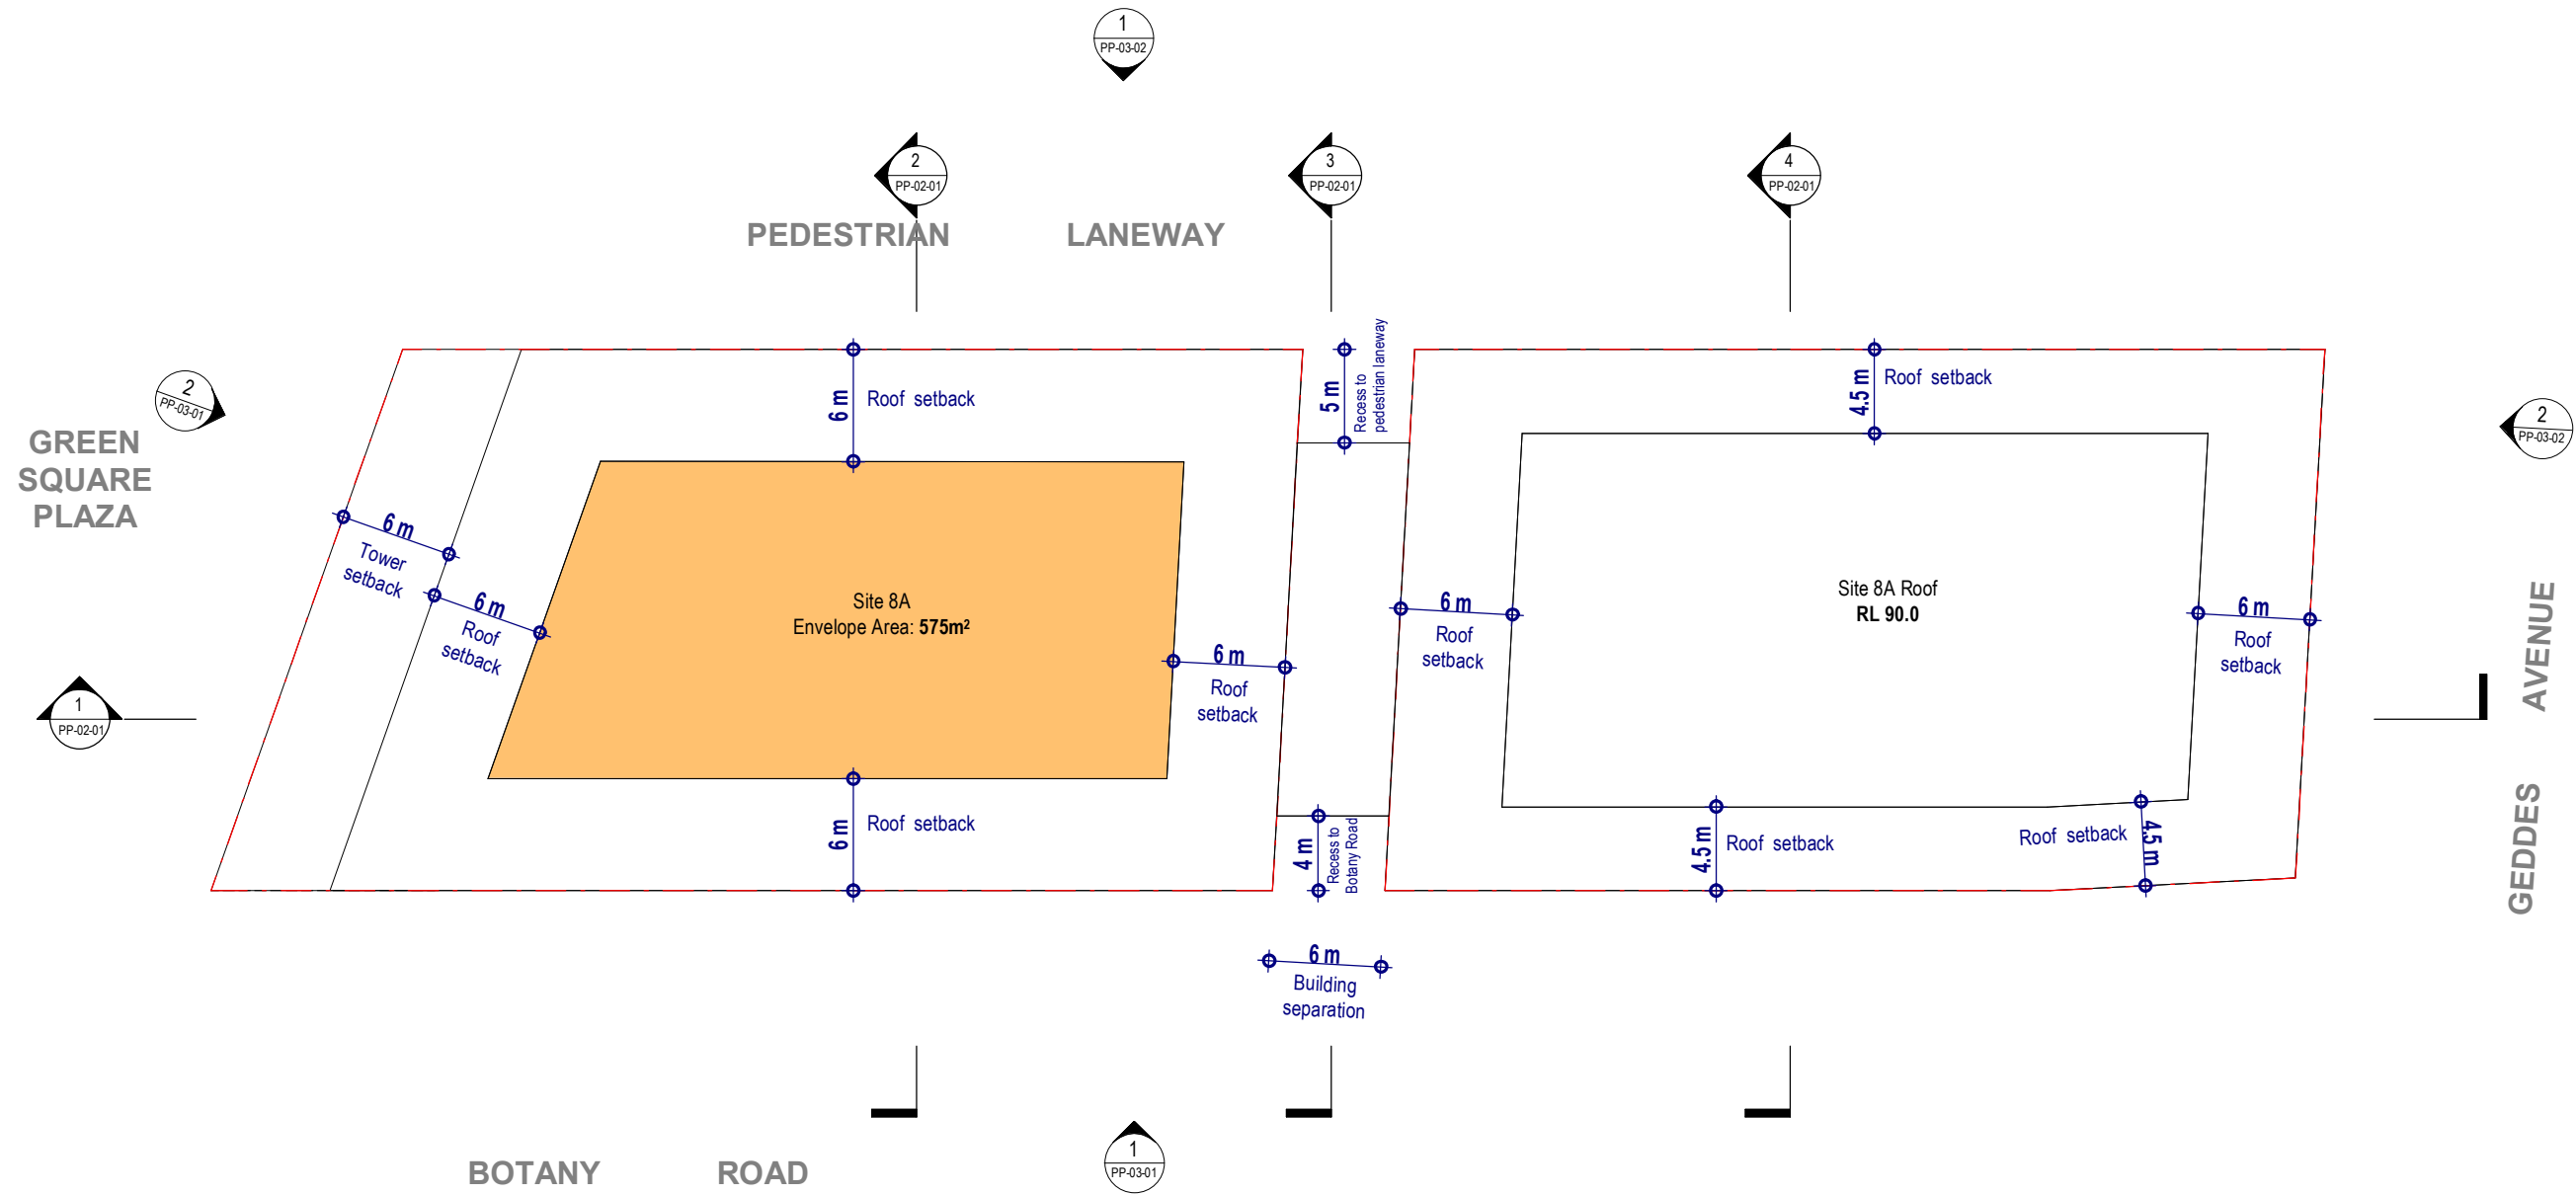 1
PP-03-02
2
PP-02-01
3
PP-02-01
4
PP-02-01
PEDESTRIAN LANEWAY
2
PP-03-01
GREEN
SQUARE
PLAZA
6 m
Roof setback
5 m
Recess to
pedestrian laneway
4.5 m
Roof setback
2
PP-03-02
6 m
Tower
setback
6 m
Roof
setback
Site 8A
Envelope Area: 575m²
6 m
Roof
setback
6 m
Roof
setback
Site 8A Roof
RL 90.0
6 m
Roof
setback
GEDDES AVENUE
1
PP-02-01
6 m
Roof setback
4 m
Recess to
Botany Road
4.5 m
Roof setback
Roof setback
4.5 m
6 m
Building
separation
1
PP-03-01
BOTANY ROAD